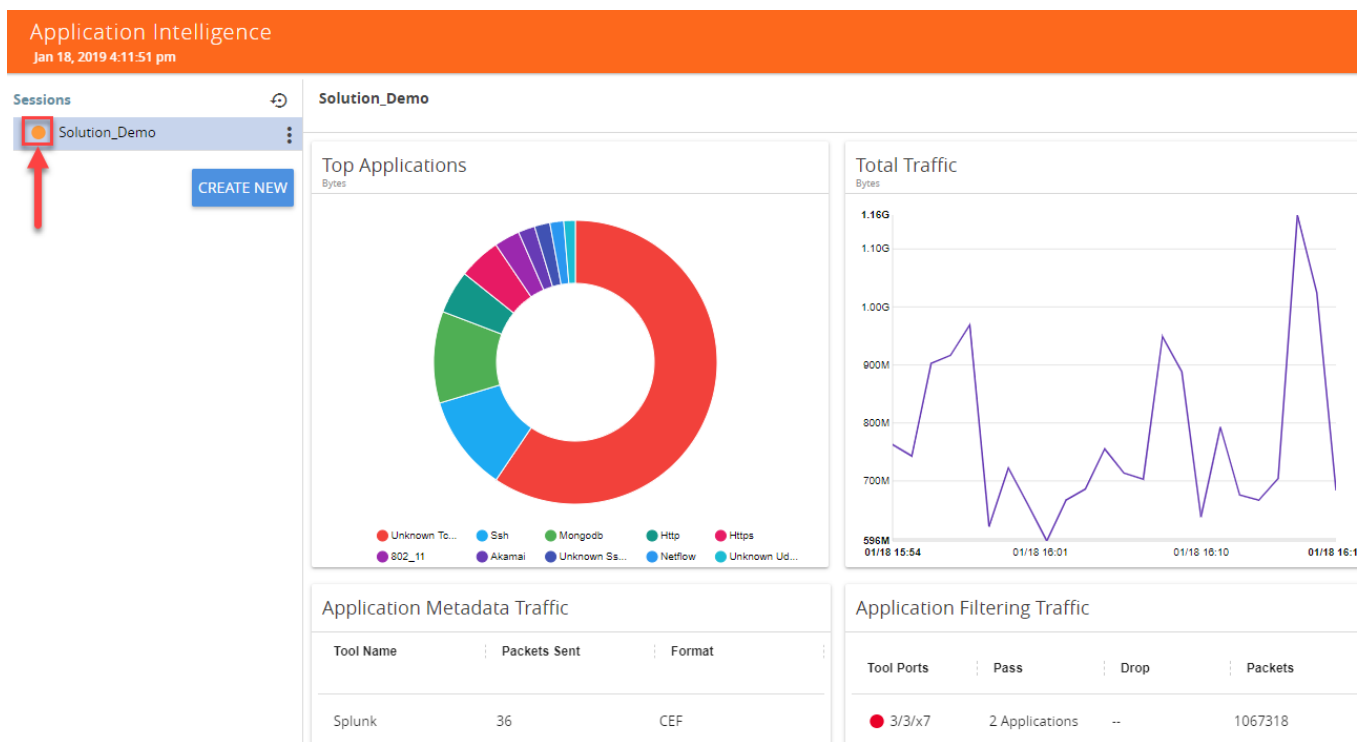 Application Intelligence
Jan 18, 2019 4:11:51 pm
Sessions
Solution_Demo
CREATE NEW
Solution_Demo
Top Applications
Bytes
Unknown Tc... Ssh Mongodb Http Https
802_11 Akamai Unknown Ss... Netflow Unknown Ud...
Total Traffic
Bytes
1.16G
1.10G
1.00G
900M
800M
700M
596M
01/18 15:54 01/18 16:01 01/18 16:10 01/18 16:1
Application Metadata Traffic
Tool Name Packets Sent Format
Splunk 36 CEF
Application Filtering Traffic
Tool Ports Pass Drop Packets
3/3/x7 2 Applications -- 1067318